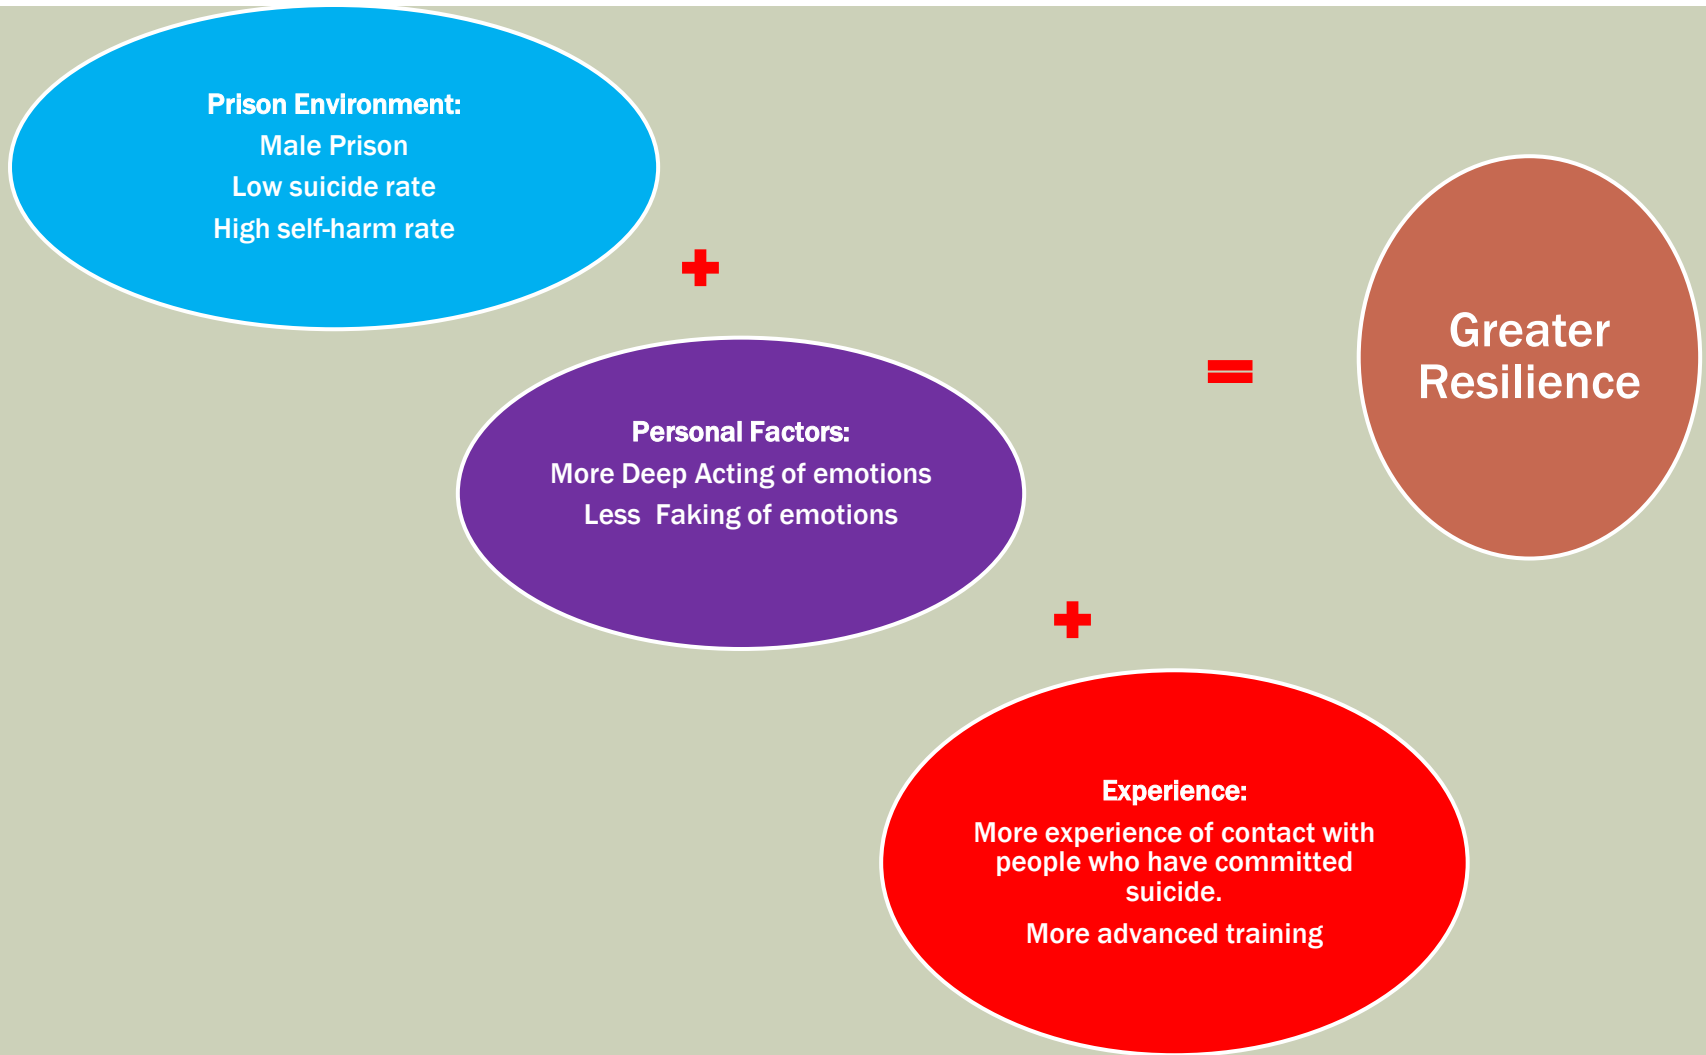 Prison Environment:
Male Prison
Low suicide rate
High self-harm rate
+
Personal Factors:
More Deep Acting of emotions
Less  Faking of emotions
+
Experience:
More experience of contact with
people who have committed
suicide.
More advanced training
=
Greater
Resilience